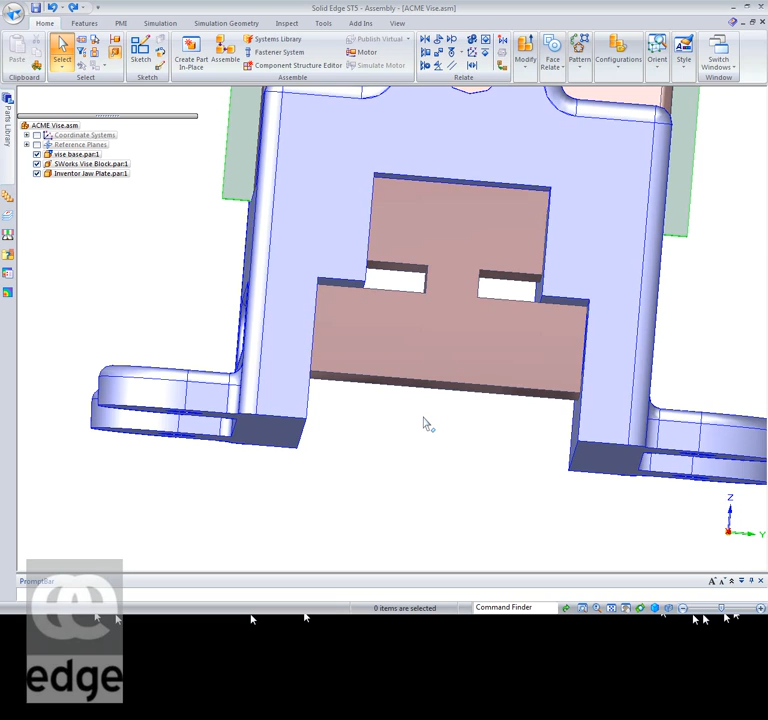 Solid Edge ST5 - Assembly - [ACME Vise.asm]
Home Features PMI Simulation Simulation Geometry Inspect Tools Add Ins View
Paste
Clipboard
Select
Select
Sketch
Sketch
Create Part In-Place
Assembly
Systems Library
Fastener System
Component Structure Editor
Publish Virtual
Motor
Simulate Motor
Assemble
Relate
Modify
Face Relate
Pattern
Configurations
Orient
Style
Switch Windows
Window
Parts Library
ACME Vise.asm
Coordinate Systems
Reference Planes
vise base.par:1
SWorks Vise Block.par:1
Inventor Jaw Plate.par:1
Z
Y
PromptBar
0 items are selected
Command Finder
edge